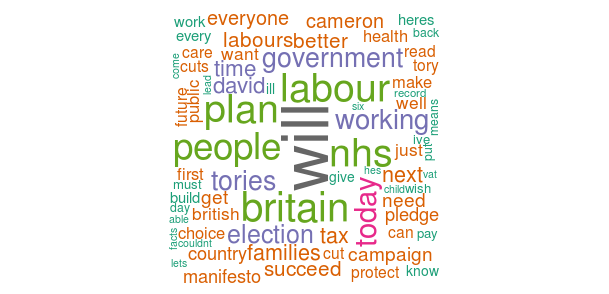 work everyone cameron heres
every labours better health back
care want government read
come cuts time tory
lead david ill labour make
future public plan six record well
will working means
people nhs ive just put
first tories give hes next vat
must child wish
build get britain today need
day british pledge
able choice election tax can pay
facts couldnt country families cut campaign
lets manifesto succeed protect know